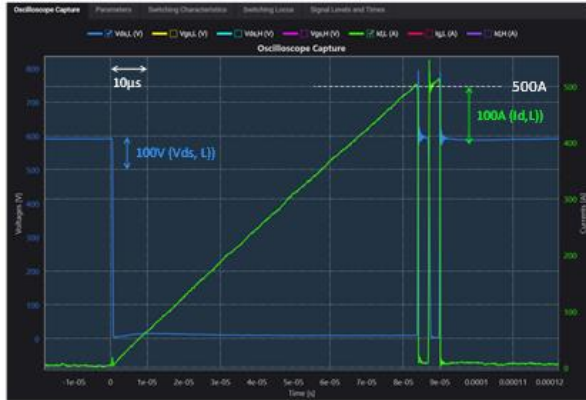 Oscilloscope Capture Parameters Switching Characteristics Switching Locus Signal Levels and Times
Vds,L (V) Vgs,L (V) Vds,H (V) Vgs,H (V) Id,L (A) Ig,L (A) Id,H (A)
Oscilloscope Capture
800
700
600
500
400
300
200
100
0
Voltages [V]
10µs
100V (Vds, L))
500A
100A (Id,L))
500
400
300
200
100
0
Currents [A]
-1e-05 0 1e-05 2e-05 3e-05 4e-05 5e-05 6e-05 7e-05 8e-05 9e-05 0.0001 0.00011 0.00012
Time [s]